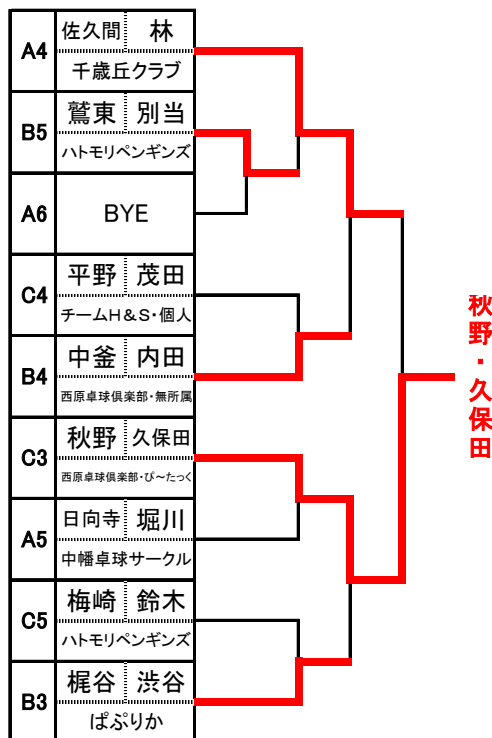 A4
佐久間 林
千歳丘クラブ
B5
鷲東 別当
ハトモリペンギンズ
A6
BYE
C4
平野 茂田
チームH&S・個人
B4
中釜 内田
西原卓球倶楽部・無所属
C3
秋野 久保田
西原卓球倶楽部・ぴ～たっく
A5
日向寺 堀川
中幡卓球サークル
C5
梅崎 鈴木
ハトモリペンギンズ
B3
梶谷 渋谷
ぱぷりか
秋野・久保田